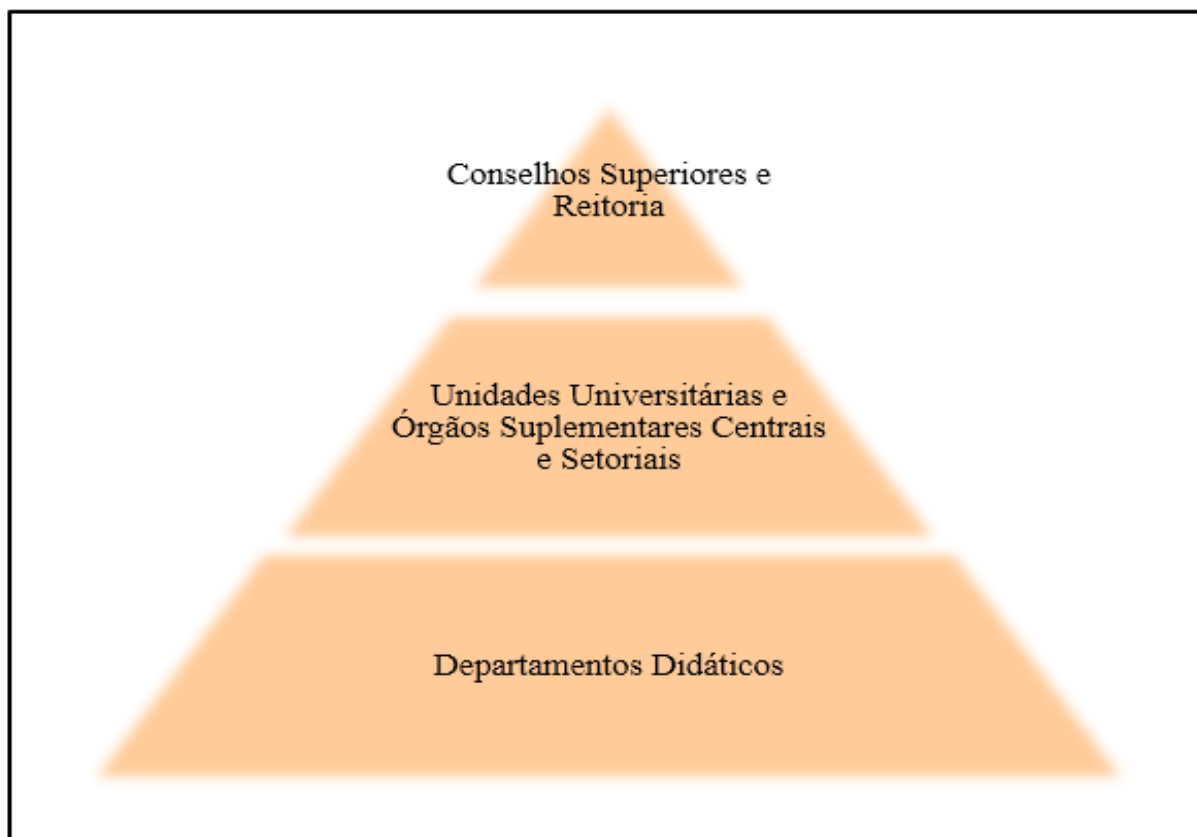 Conselhos Superiores e
Reitoria
Unidades Universitárias e
Órgãos Suplementares Centrais
e Setoriais
Departamentos Didáticos